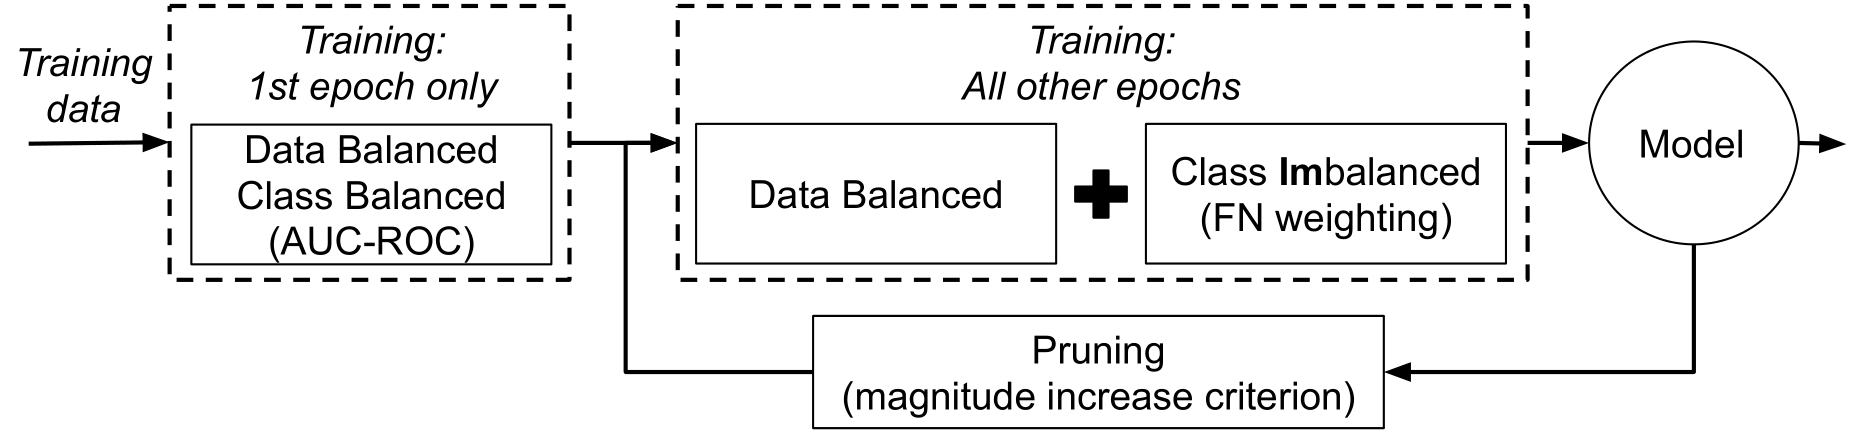 Training
data
Training:
1st epoch only
Data Balanced
Class Balanced
(AUC-ROC)
Training:
All other epochs
Data Balanced
Class Imbalanced
(FN weighting)
Model
Pruning
(magnitude increase criterion)